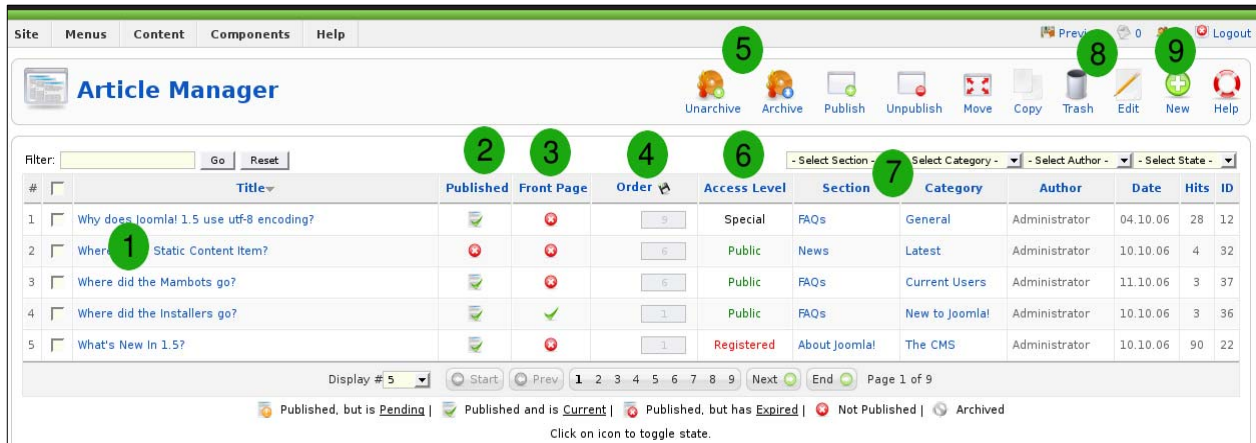 Site Menus Content Components Help 0 Logout
5 8 9
Article Manager
Unarchive Archive Publish Unpublish Move Copy Trash Edit New Help
2 3 4 6 7
Filter: Go Reset - Select Section - Select Category - - Select Author - - Select State -
# Title Published Front Page Order Access Level Section Category Author Date Hits ID
1 Why does Joomla! 1.5 use utf-8 encoding? 9 Special FAQs General Administrator 04.10.06 28 12
1
2 Static Content Item? 6 Public News Latest Administrator 10.10.06 4 32
3 Where did the Mambots go? 6 Public FAQs Current Users Administrator 11.10.06 3 37
4 Where did the Installers go? 1 Public FAQs New to Joomla! Administrator 10.10.06 3 36
5 What's New In 1.5? 1 Registered About Joomla! The CMS Administrator 10.10.06 90 22
Display # 5 Start Prev 1 2 3 4 5 6 7 8 9 Next End Page 1 of 9
Published, but is Pending | Published and is Current | Published, but has Expired | Not Published | Archived
Click on icon to toggle state.